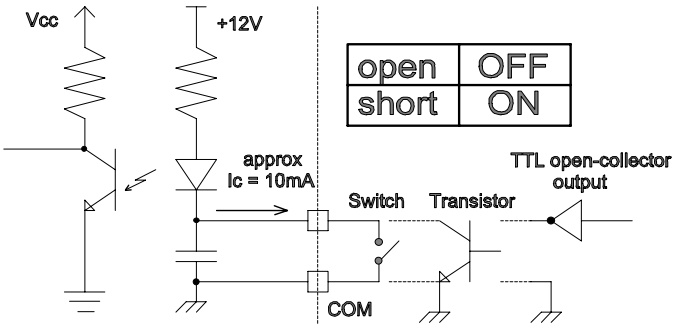 Vcc
+12V
open OFF
short ON
approx
Ic = 10mA
TTL open-collector
output
Switch
Transistor
COM